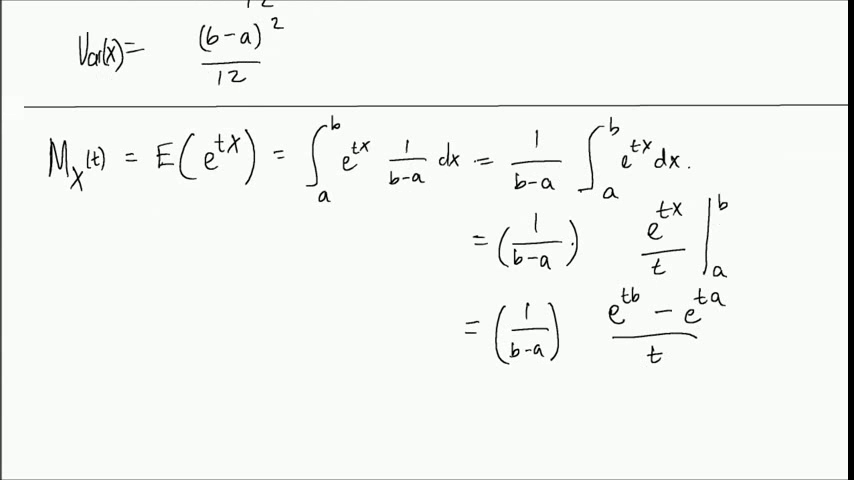 12
Var(X) = (b-a)^2 / 12
M_X(t) = E(e^{tX}) = ∫_a^b e^{tx} 1/(b-a) dx = 1/(b-a) ∫_a^b e^{tx} dx.
= (1/(b-a).) e^{tx}/t |_a^b
= (1/(b-a)) (e^{tb} - e^{ta})/t